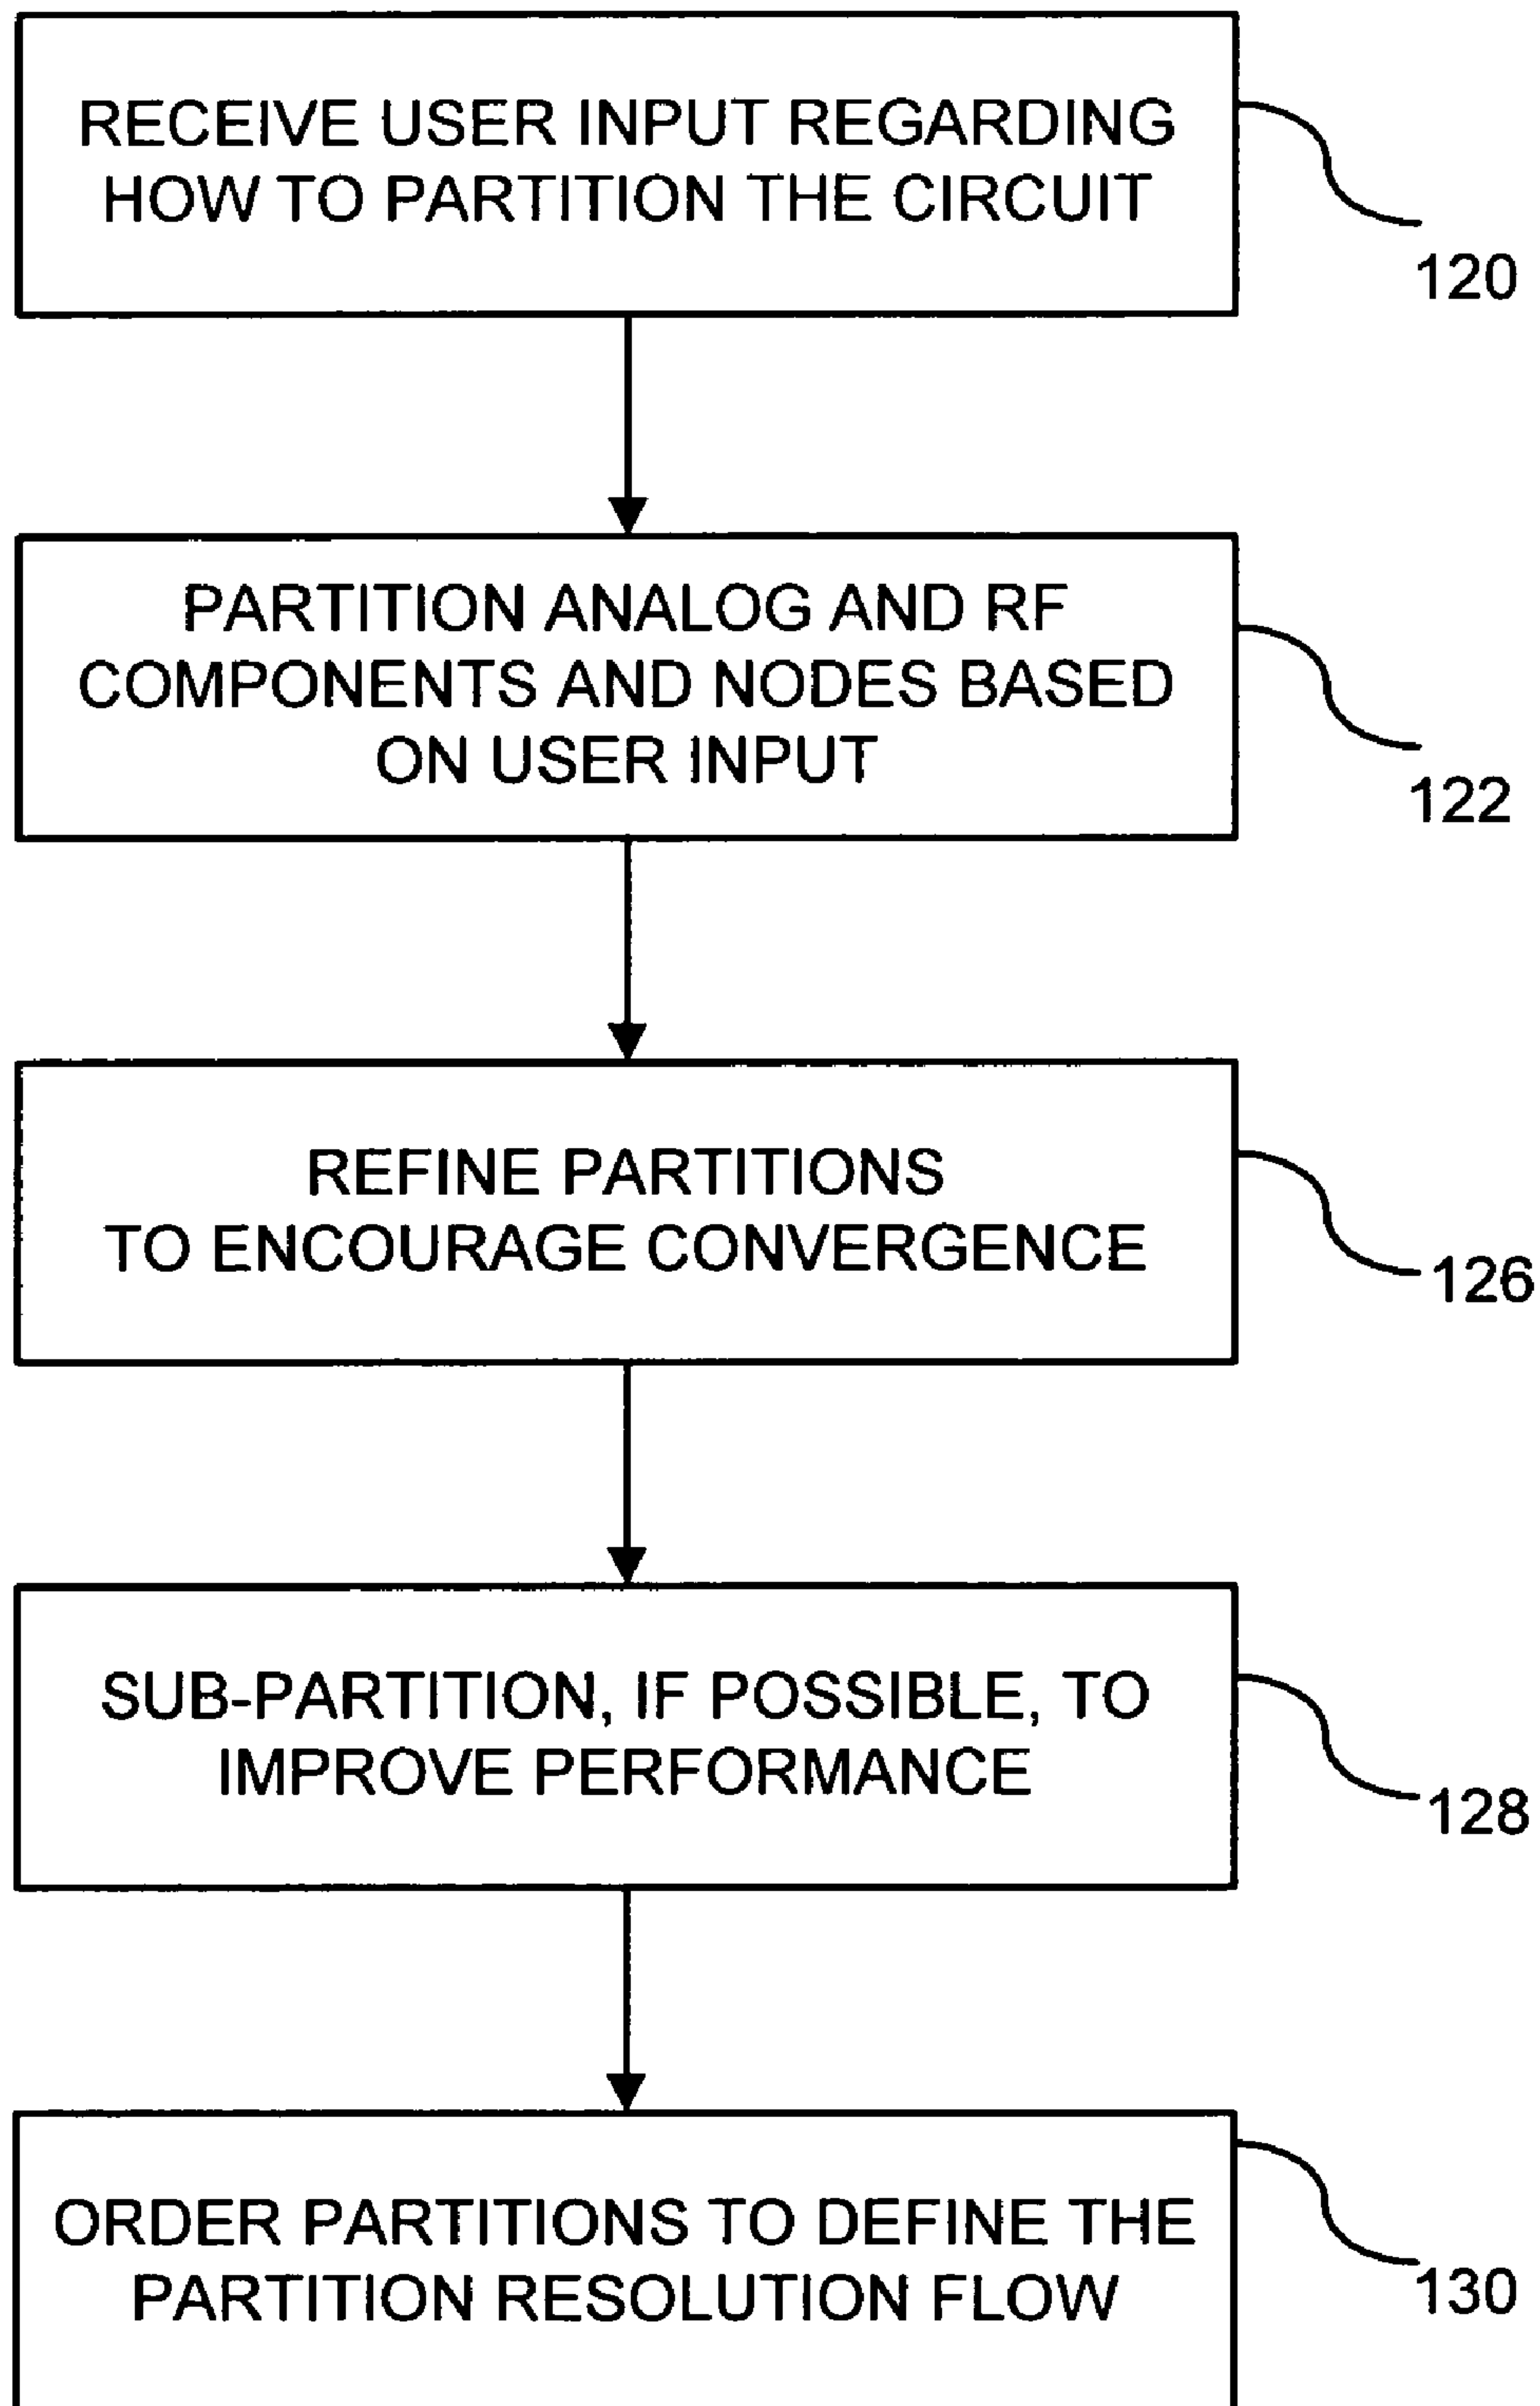 RECEIVE USER INPUT REGARDING
HOW TO PARTITION THE CIRCUIT
120
PARTITION ANALOG AND RF
COMPONENTS AND NODES BASED
ON USER INPUT
122
REFINE PARTITIONS
TO ENCOURAGE CONVERGENCE
126
SUB-PARTITION, IF POSSIBLE, TO
IMPROVE PERFORMANCE
128
ORDER PARTITIONS TO DEFINE THE
PARTITION RESOLUTION FLOW
130